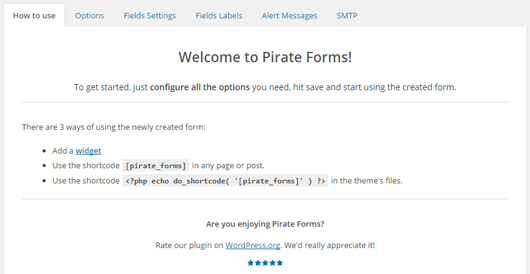 How to use Options Fields Settings Fields Labels Alert Messages SMTP
Welcome to Pirate Forms!
To get started, just configure all the options you need, hit save and start using the created form.
There are 3 ways of using the newly created form:
Add a widget
Use the shortcode [pirate_forms] in any page or post.
Use the shortcode <?php echo do_shortcode( '[pirate_forms]' ) ?> in the theme's files.
Are you enjoying Pirate Forms?
Rate our plugin on WordPress.org. We'd really appreciate it!